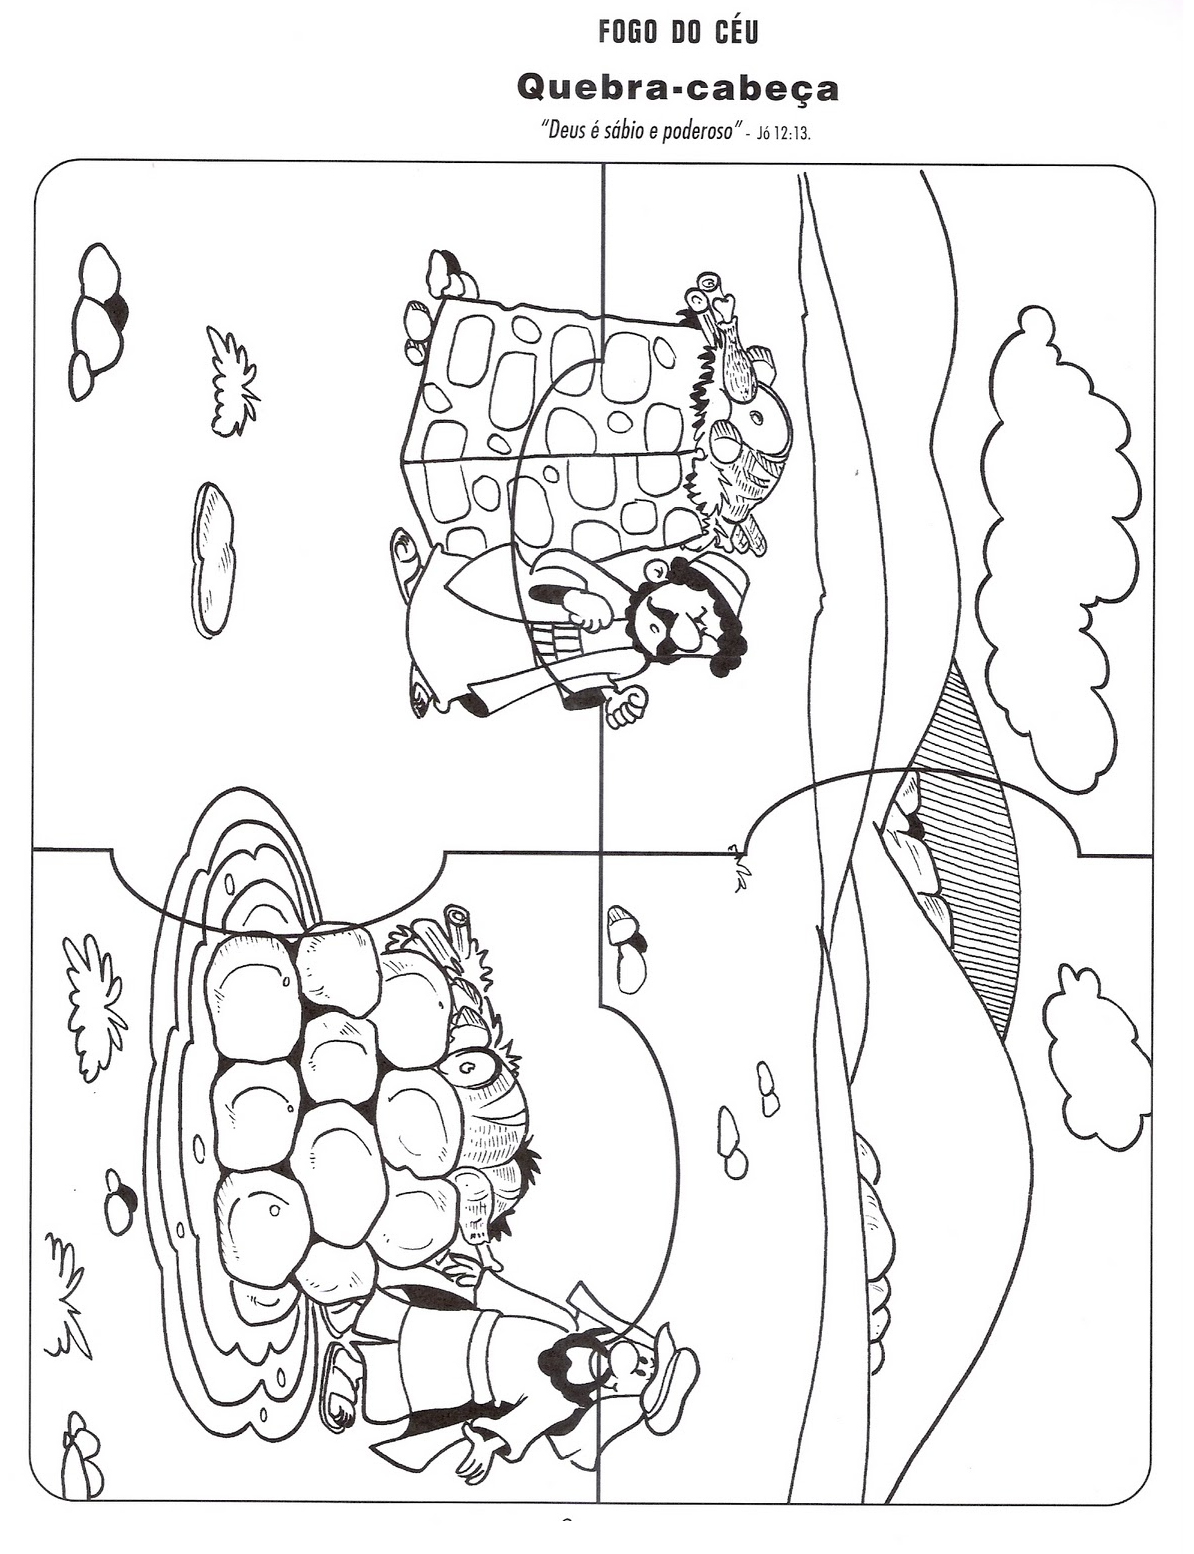 FOGO DO CÉU
Quebra-cabeça
“Deus é sábio e poderoso” - Jó 12:13.